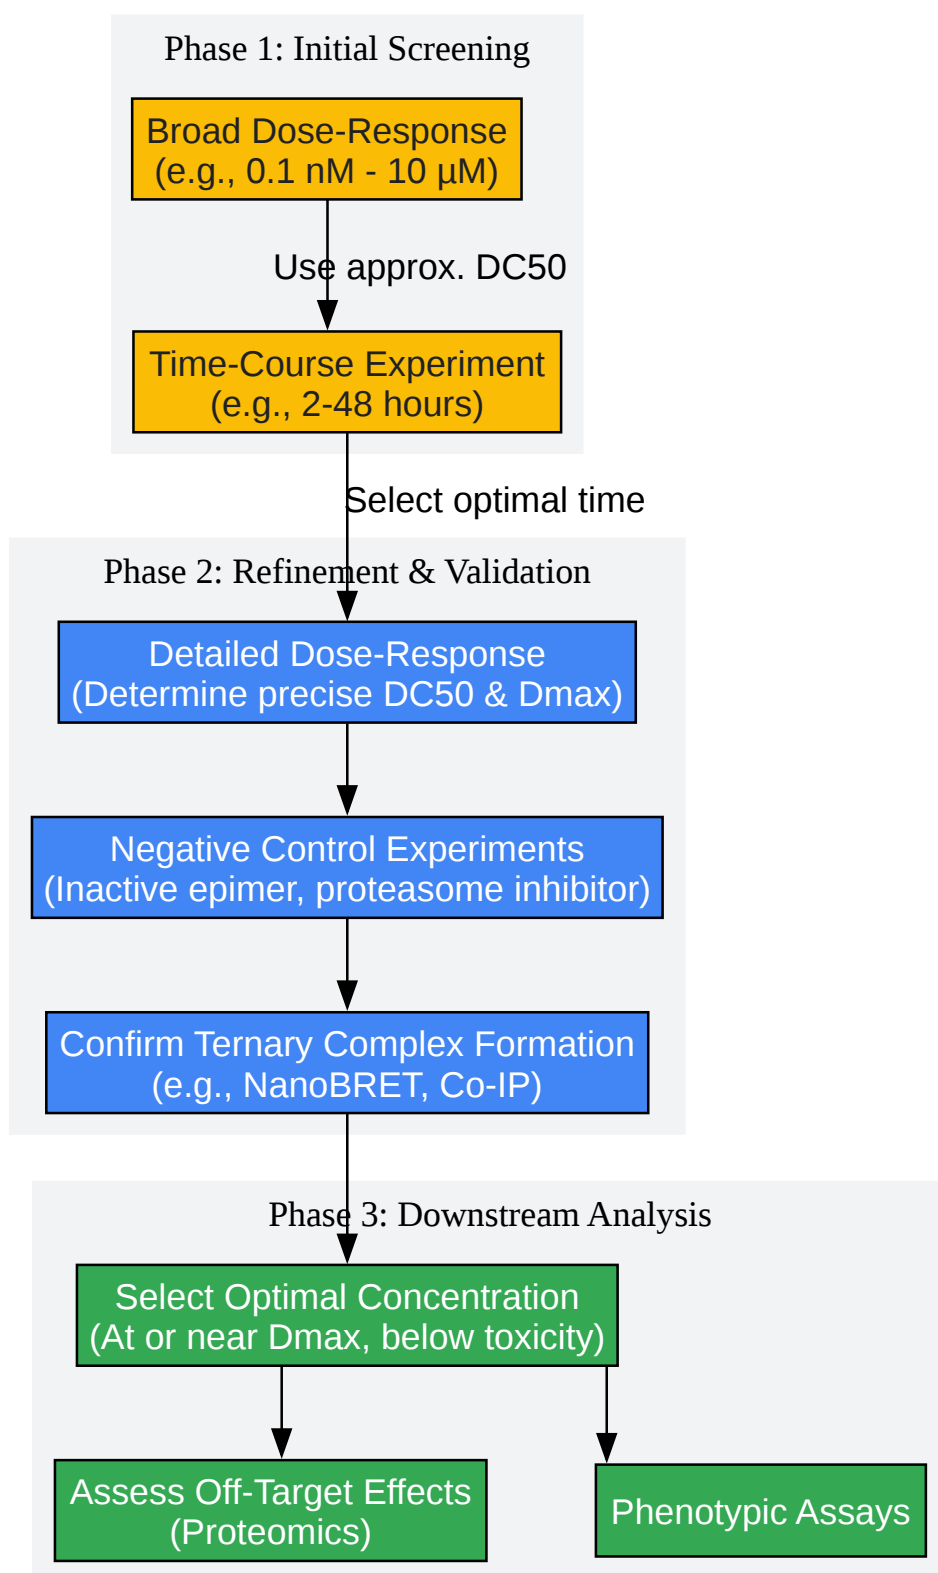 Phase 1: Initial Screening
Broad Dose-Response
(e.g., 0.1 nM - 10 µM)
Use approx. DC50
Time-Course Experiment
(e.g., 2-48 hours)
Select optimal time
Phase 2: Refinement & Validation
Detailed Dose-Response
(Determine precise DC50 & Dmax)
Negative Control Experiments
(Inactive epimer, proteasome inhibitor)
Confirm Ternary Complex Formation
(e.g., NanoBRET, Co-IP)
Phase 3: Downstream Analysis
Select Optimal Concentration
(At or near Dmax, below toxicity)
Assess Off-Target Effects
(Proteomics)
Phenotypic Assays